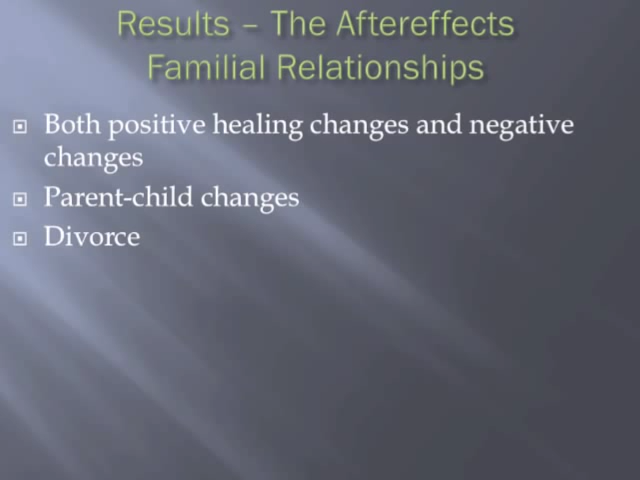 Results – The Aftereffects
Familial Relationships
Both positive healing changes and negative
changes
Parent-child changes
Divorce